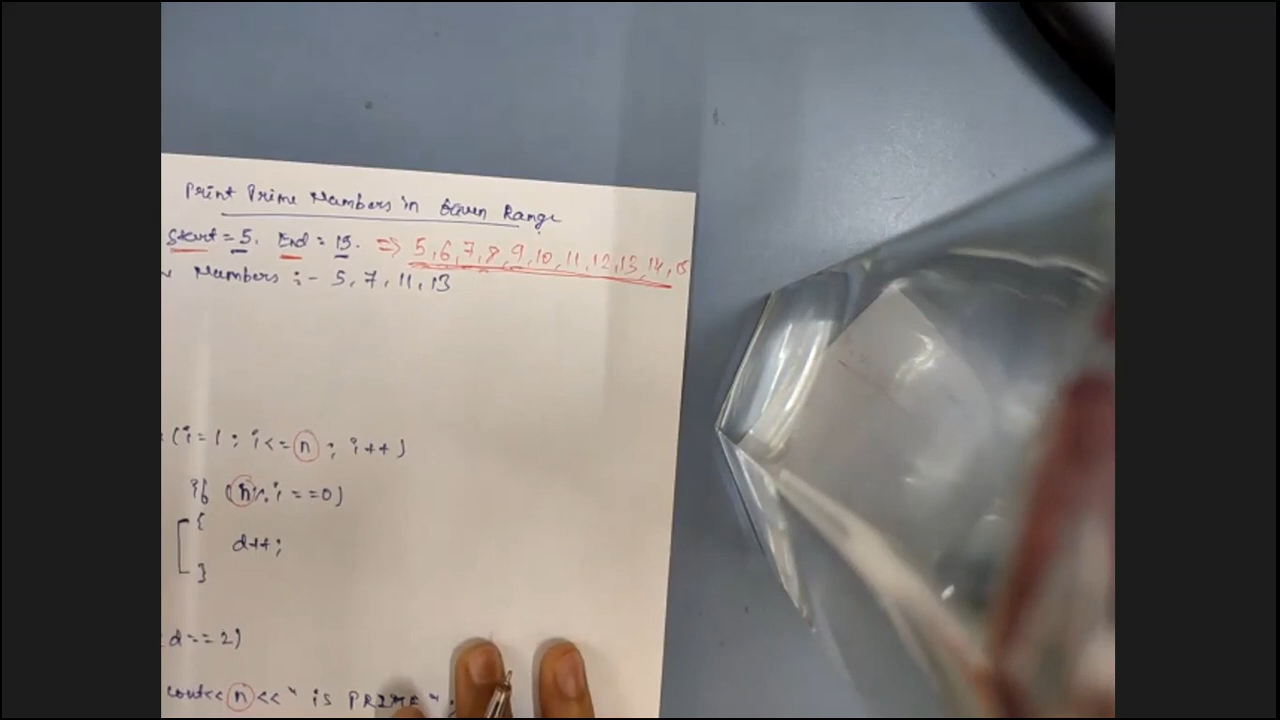 Print Prime Numbers in Given Range
Start = 5. End = 15. => 5,6,7,8,9,10,11,12,13,14,15
Numbers :- 5, 7, 11, 13
(i=1; i<=n; i++)
if (n%i==0)
{
d++;
}
(d==2)
cout<<n<<" is PRIME"